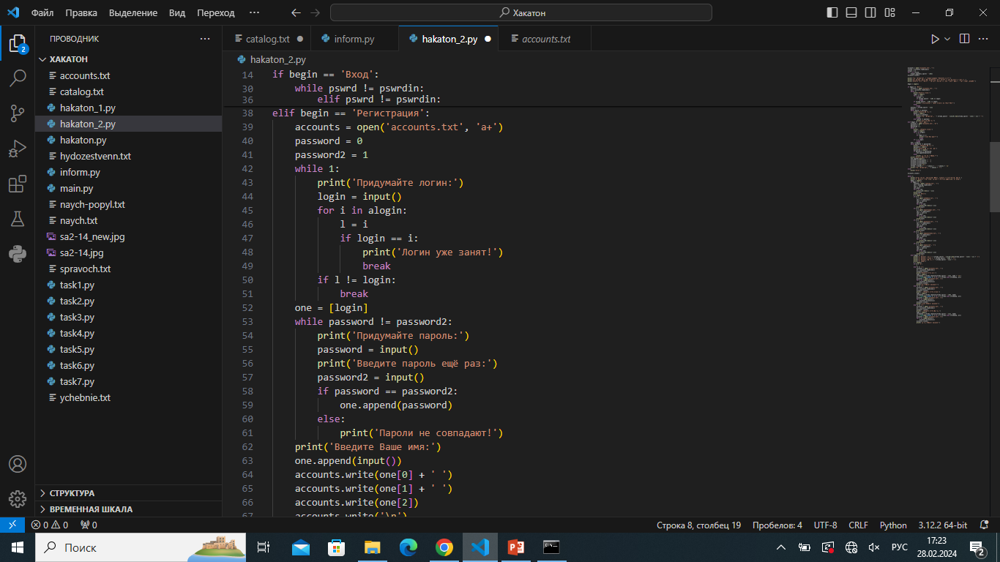 Файл Правка Выделение Вид Переход ···
Хакатон
ПРОВОДНИК ···
ХАКАТОН
accounts.txt
catalog.txt
hakaton_1.py
hakaton_2.py
hakaton.py
hydozestvenn.txt
inform.py
main.py
naych-popyl.txt
naych.txt
sa2-14_new.jpg
sa2-14.jpg
spravoch.txt
task1.py
task2.py
task3.py
task4.py
task5.py
task6.py
task7.py
ychebnie.txt
СТРУКТУРА
ВРЕМЕННАЯ ШКАЛА
2
catalog.txt inform.py hakaton_2.py accounts.txt
hakaton_2.py
14 if begin == 'Вход':
30 while pswrd != pswrdin:
36 elif pswrd != pswrdin:
38 elif begin == 'Регистрация':
39 accounts = open('accounts.txt', 'a+')
40 password = 0
41 password2 = 1
42 while 1:
43 print('Придумайте логин:')
44 login = input()
45 for i in alogin:
46 l = i
47 if login == i:
48 print('Логин уже занят!')
49 break
50 if l != login:
51 break
52 one = [login]
53 while password != password2:
54 print('Придумайте пароль:')
55 password = input()
56 print('Введите пароль ещё раз:')
57 password2 = input()
58 if password == password2:
59 one.append(password)
60 else:
61 print('Пароли не совпадают!')
62 print('Введите Ваше имя:')
63 one.append(input())
64 accounts.write(one[0] + ' ')
65 accounts.write(one[1] + ' ')
66 accounts.write(one[2])
67 accounts.write('\n')
0 0 0 Строка 8, столбец 19 Пробелов: 4 UTF-8 CRLF Python 3.12.2 64-bit
Поиск
РУС
17:23
28.02.2024
2